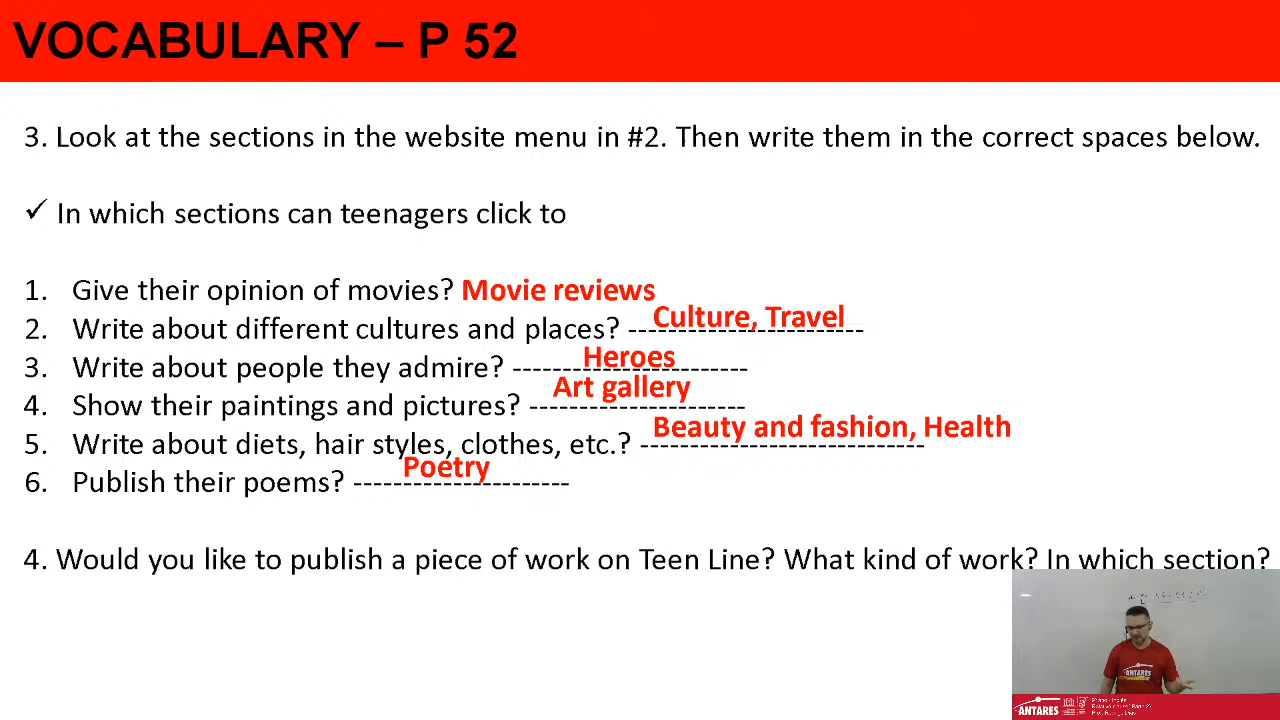 VOCABULARY – P 52
3. Look at the sections in the website menu in #2. Then write them in the correct spaces below.
✓ In which sections can teenagers click to
1. Give their opinion of movies? Movie reviews
2. Write about different cultures and places? ------------------------ Culture, Travel
3. Write about people they admire? ------------------------ Heroes
4. Show their paintings and pictures? ---------------------- Art gallery
5. Write about diets, hair styles, clothes, etc.? ----------------------------- Beauty and fashion, Health
6. Publish their poems? ---------------------- Poetry
4. Would you like to publish a piece of work on Teen Line? What kind of work? In which section?
ANTARES
ANTARES